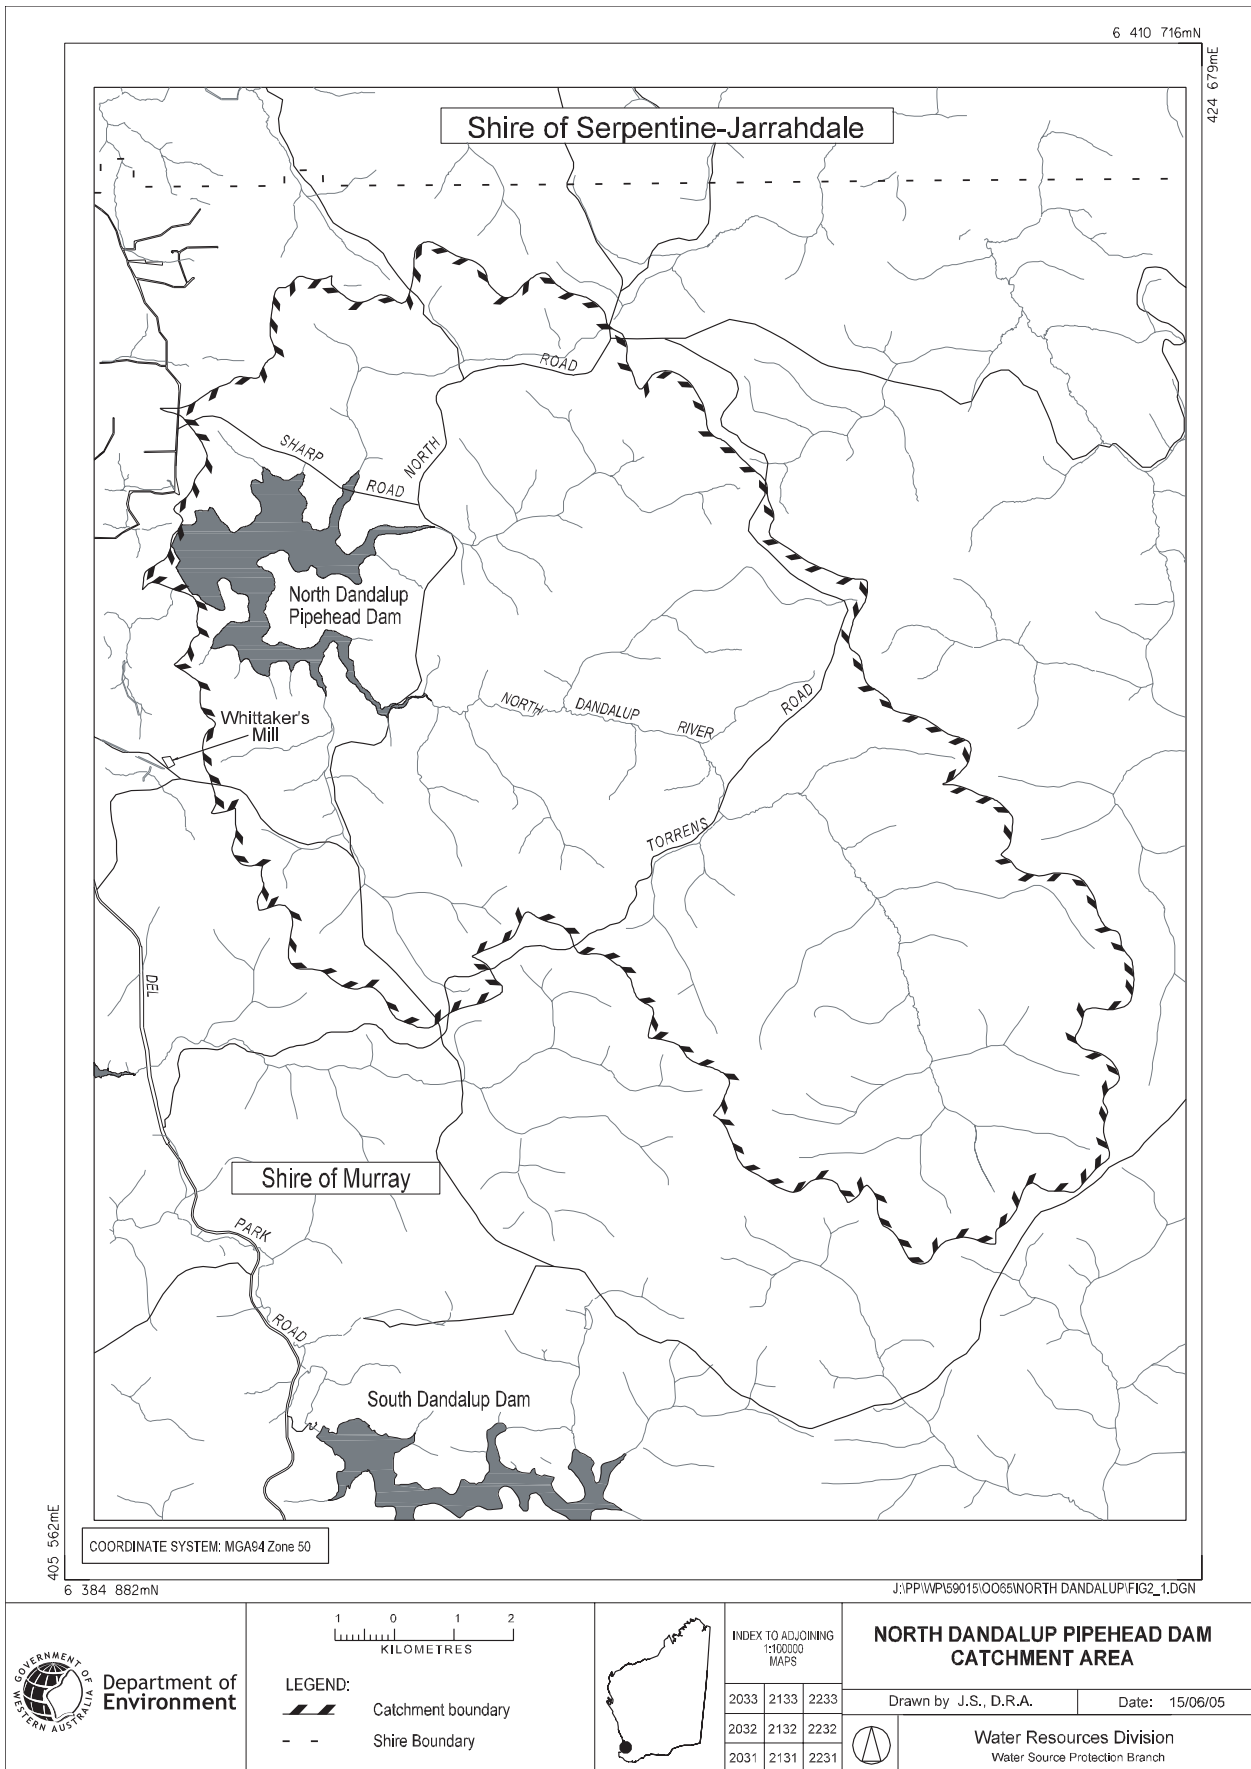 6 410 716mN
424 679mE
Shire of Serpentine-Jarrahdale
ROAD
SHARP
ROAD
NORTH
North Dandalup
Pipehead Dam
NORTH DANDALUP RIVER
ROAD
TORRENS
Whittaker's
Mill
DEL
Shire of Murray
PARK
ROAD
South Dandalup Dam
405 562mE
COORDINATE SYSTEM: MGA94 Zone 50
6 384 882mN
J:\PP\WP\59015\OO65\NORTH DANDALUP\FIG2_1.DGN
GOVERNMENT OF
WESTERN AUSTRALIA
Department of
Environment
1 0 1 2
KILOMETRES
LEGEND:
Catchment boundary
Shire Boundary
INDEX TO ADJOINING
1:100000
MAPS
2033 2133 2233
2032 2132 2232
2031 2131 2231
NORTH DANDALUP PIPEHEAD DAM
CATCHMENT AREA
Drawn by J.S., D.R.A.
Date: 15/06/05
Water Resources Division
Water Source Protection Branch